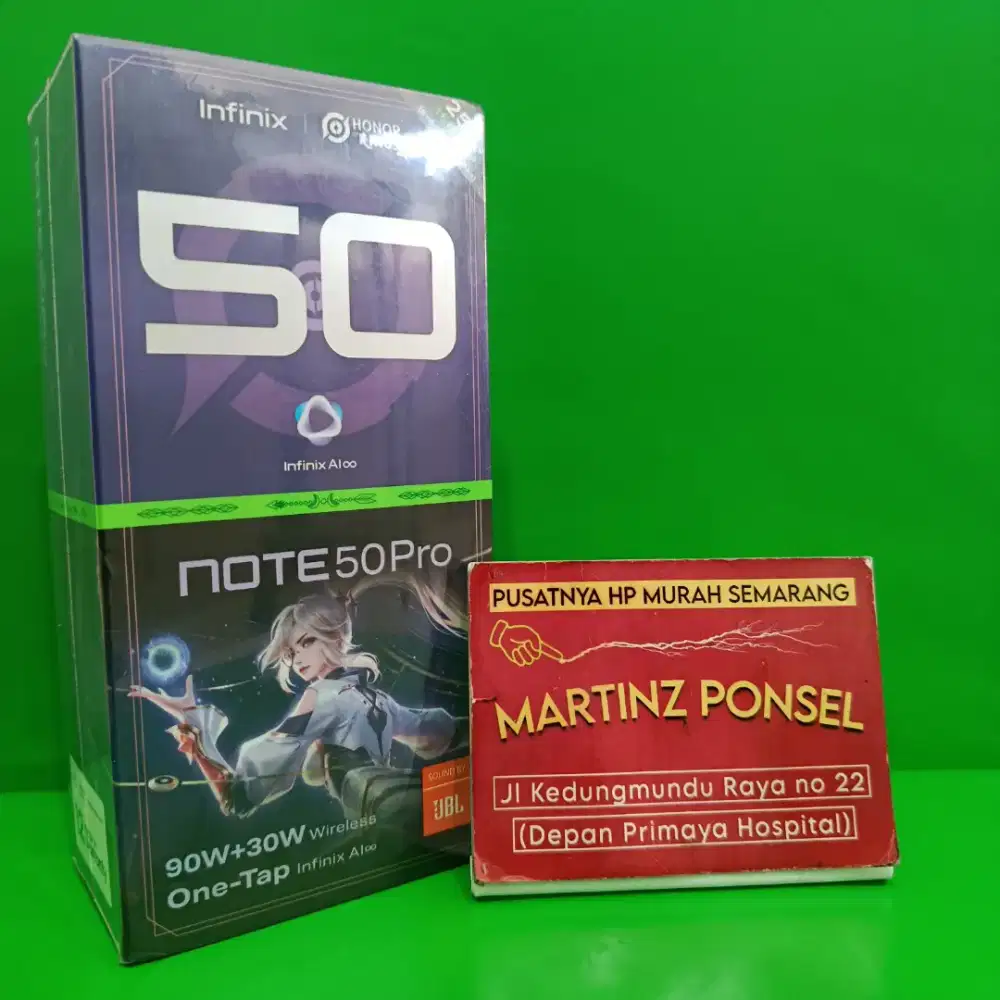 Infinix
HONOR
50
Infinix AI∞
NOTE 50Pro
SOUND BY
JBL
90W+30W Wireless
One-Tap Infinix AI∞
PUSATNYA HP MURAH SEMARANG
MARTINZ PONSEL
Jl Kedungmundu Raya no 22
(Depan Primaya Hospital)